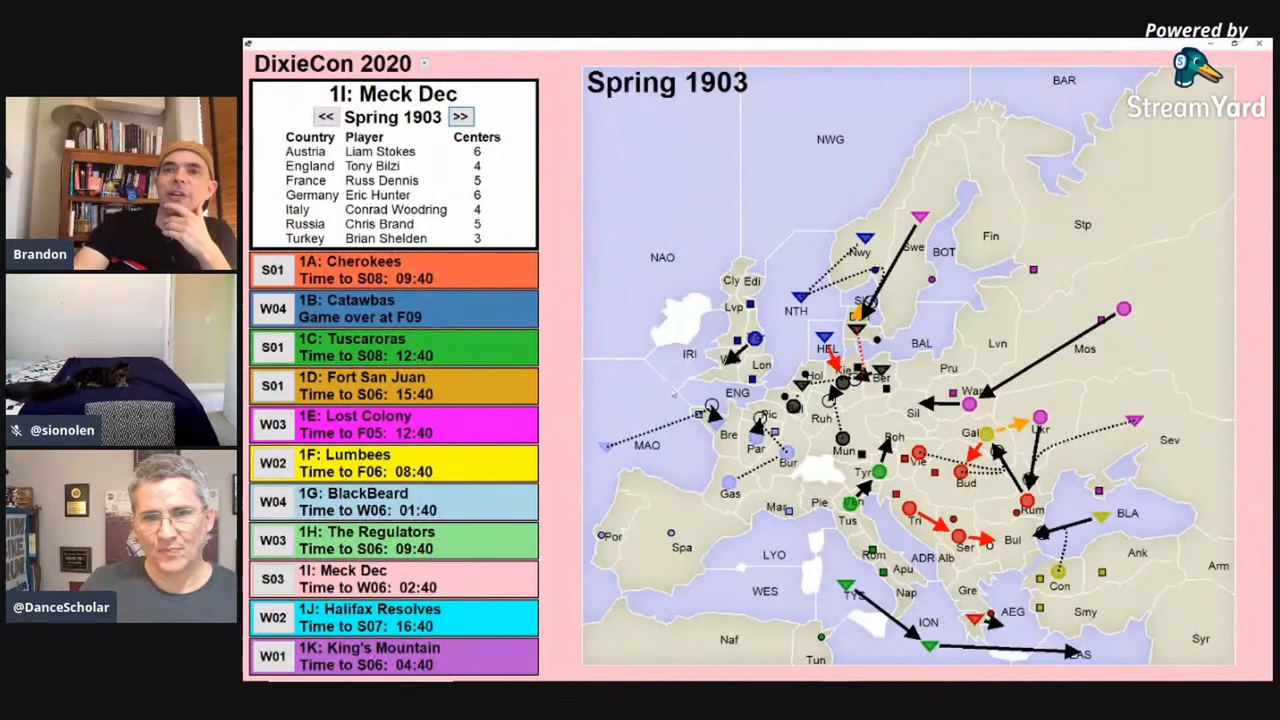 Powered by
StreamYard
DixieCon 2020
1I: Meck Dec
<< Spring 1903 >>
Country Player Centers
Austria Liam Stokes 6
England Tony Bilzi 4
France Russ Dennis 5
Germany Eric Hunter 6
Italy Conrad Woodring 4
Russia Chris Brand 5
Turkey Brian Shelden 3
S01 1A: Cherokees
Time to S08: 09:40
W04 1B: Catawbas
Game over at F09
S01 1C: Tuscaroras
Time to S08: 12:40
S01 1D: Fort San Juan
Time to S06: 15:40
W03 1E: Lost Colony
Time to F05: 12:40
W02 1F: Lumbees
Time to F06: 08:40
W04 1G: BlackBeard
Time to W06: 01:40
W03 1H: The Regulators
Time to S06: 09:40
S03 1I: Meck Dec
Time to W06: 02:40
W02 1J: Halifax Resolves
Time to S07: 16:40
W01 1K: King's Mountain
Time to S06: 04:40
Brandon
@sionolen
@DanceScholar
Spring 1903
BAR
NWG
Stp
Fin
NAO
Nwy
Swe
BOT
Cly Edi
Lvp
NTH
IRI
HEL
BAL
Lvn
Mos
Lon
Hol
Kie
Ber
Pru
ENG
Ruh
Sil
War
MAO
Bre
Pic
Mun
Boh
Gal
Ukr
Sev
Par
Bur
Tyr
Vie
Bud
Gas
Mar
Pie
Tus
Tri
Rum
BLA
Por
Spa
LYO
Rom
ADR
Alb
Ser
Bul
Ank
Arm
WES
Apu
Nap
Gre
Con
Smy
TYS
ION
AEG
Syr
Naf
Tun
EAS